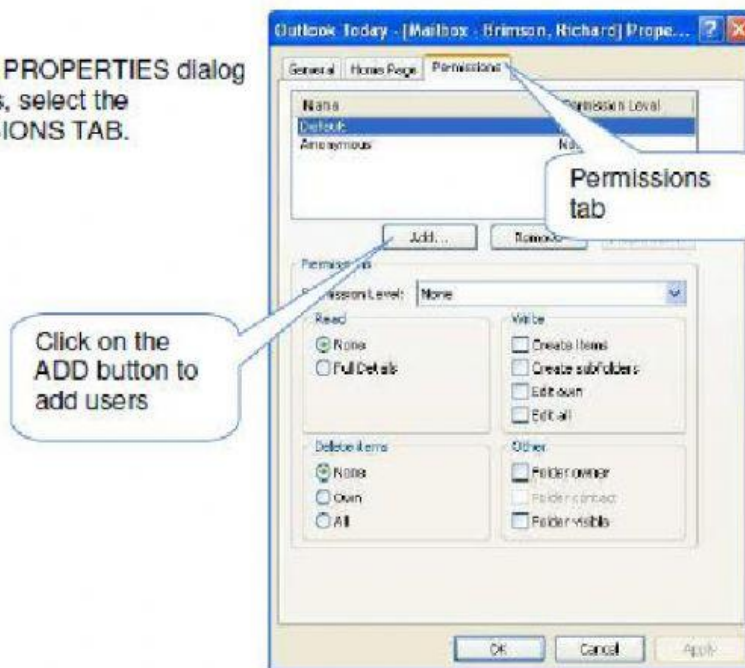 PROPERTIES dialog
s, select the
IONS TAB.
Outlook Today - [Mailbox - Brimson, Richard] Prope...
General Home Page Permissions
Name Permission Level
Default
Anonymous
Permissions
tab
Add... Remove
Permissions
Permission Level: None
Click on the
ADD button to
add users
Read
None
Full Details
Write
Create items
Create subfolders
Edit own
Edit all
Delete items
None
Own
All
Other
Folder owner
Folder contact
Folder visible
OK Cancel Apply